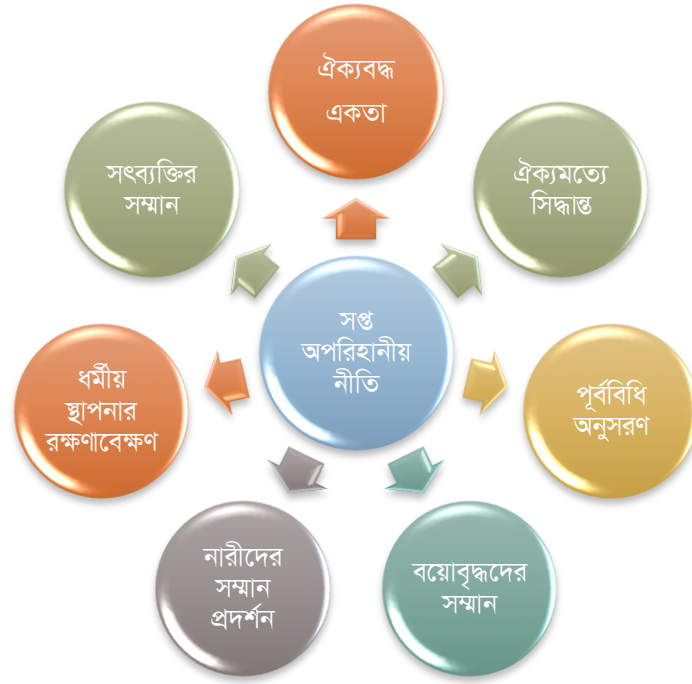 ঐক্যবদ্ধ
একতা
সৎব্যক্তির
সম্মান
ঐক্যমত্যে
সিদ্ধান্ত
সপ্ত
অপরিহানীয়
নীতি
ধর্মীয়
স্থাপনার
রক্ষণাবেক্ষণ
পূর্ববিধি
অনুসরণ
নারীদের
সম্মান
প্রদর্শন
বয়োবৃদ্ধদের
সম্মান